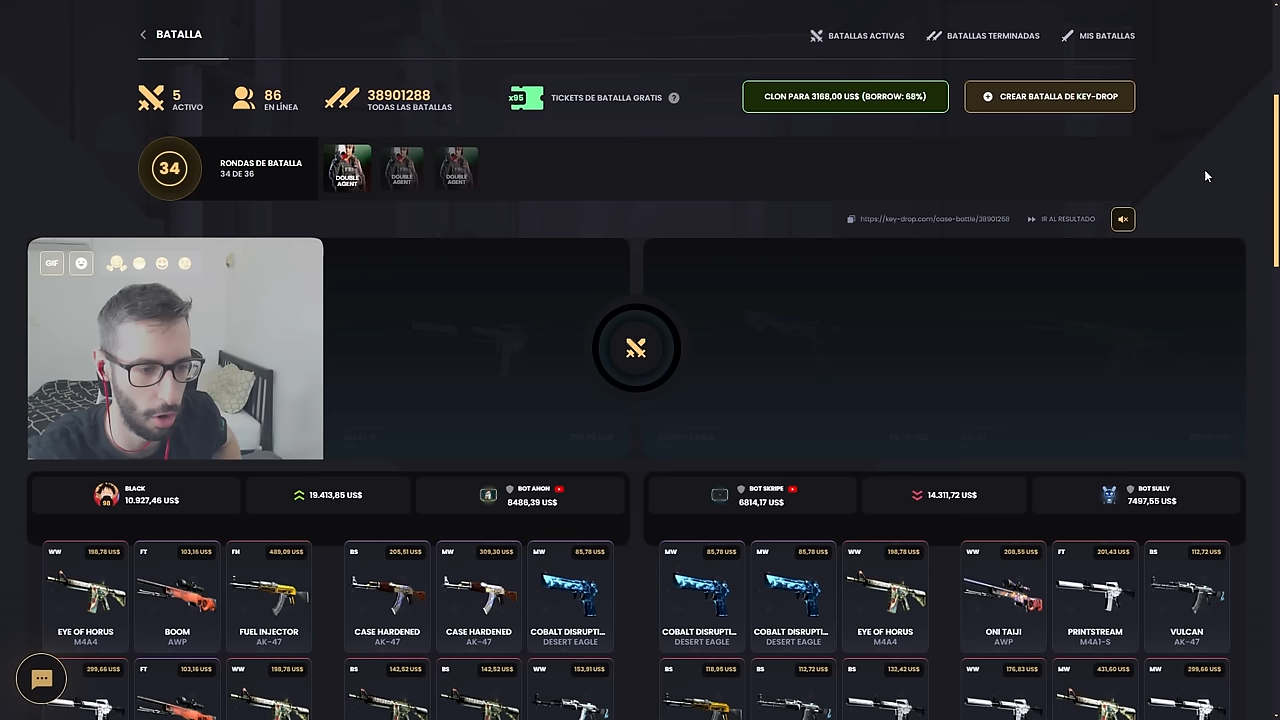 BATALLA
BATALLAS ACTIVAS
BATALLAS TERMINADAS
MIS BATALLAS
5
ACTIVO
86
EN LÍNEA
38901288
TODAS LAS BATALLAS
x95
TICKETS DE BATALLA GRATIS ?
CLON PARA 3168,00 US$ (BORROW: 68%)
CREAR BATALLA DE KEY-DROP
34
RONDAS DE BATALLA
34 DE 36
DOUBLE AGENT
DOUBLE AGENT
DOUBLE AGENT
https://key-drop.com/case-battle/38901268
IR AL RESULTADO
GIF
98
BLACK
10.927,46 US$
19.413,85 US$
BOT ANON
8486,39 US$
BOT SKRIPE
6814,17 US$
14.311,72 US$
BOT SULLY
7497,55 US$
WW 198,78 US$
FT 103,16 US$
FN 489,09 US$
BS 205,51 US$
MW 309,30 US$
MW 85,78 US$
MW 85,78 US$
MW 85,78 US$
WW 198,78 US$
WW 208,55 US$
FT 201,43 US$
BS 112,72 US$
EYE OF HORUS
M4A4
BOOM
AWP
FUEL INJECTOR
AK-47
CASE HARDENED
AK-47
CASE HARDENED
AK-47
COBALT DISRUPTI...
DESERT EAGLE
COBALT DISRUPTI...
DESERT EAGLE
COBALT DISRUPTI...
DESERT EAGLE
EYE OF HORUS
M4A4
ONI TAIJI
AWP
PRINTSTREAM
M4A1-S
VULCAN
AK-47
299,66 US$
FT 103,16 US$
WW 198,78 US$
BS 142,52 US$
BS 142,52 US$
WW 153,91 US$
BS 118,95 US$
BS 112,72 US$
BS 132,42 US$
WW 176,83 US$
MW 431,60 US$
MW 299,66 US$